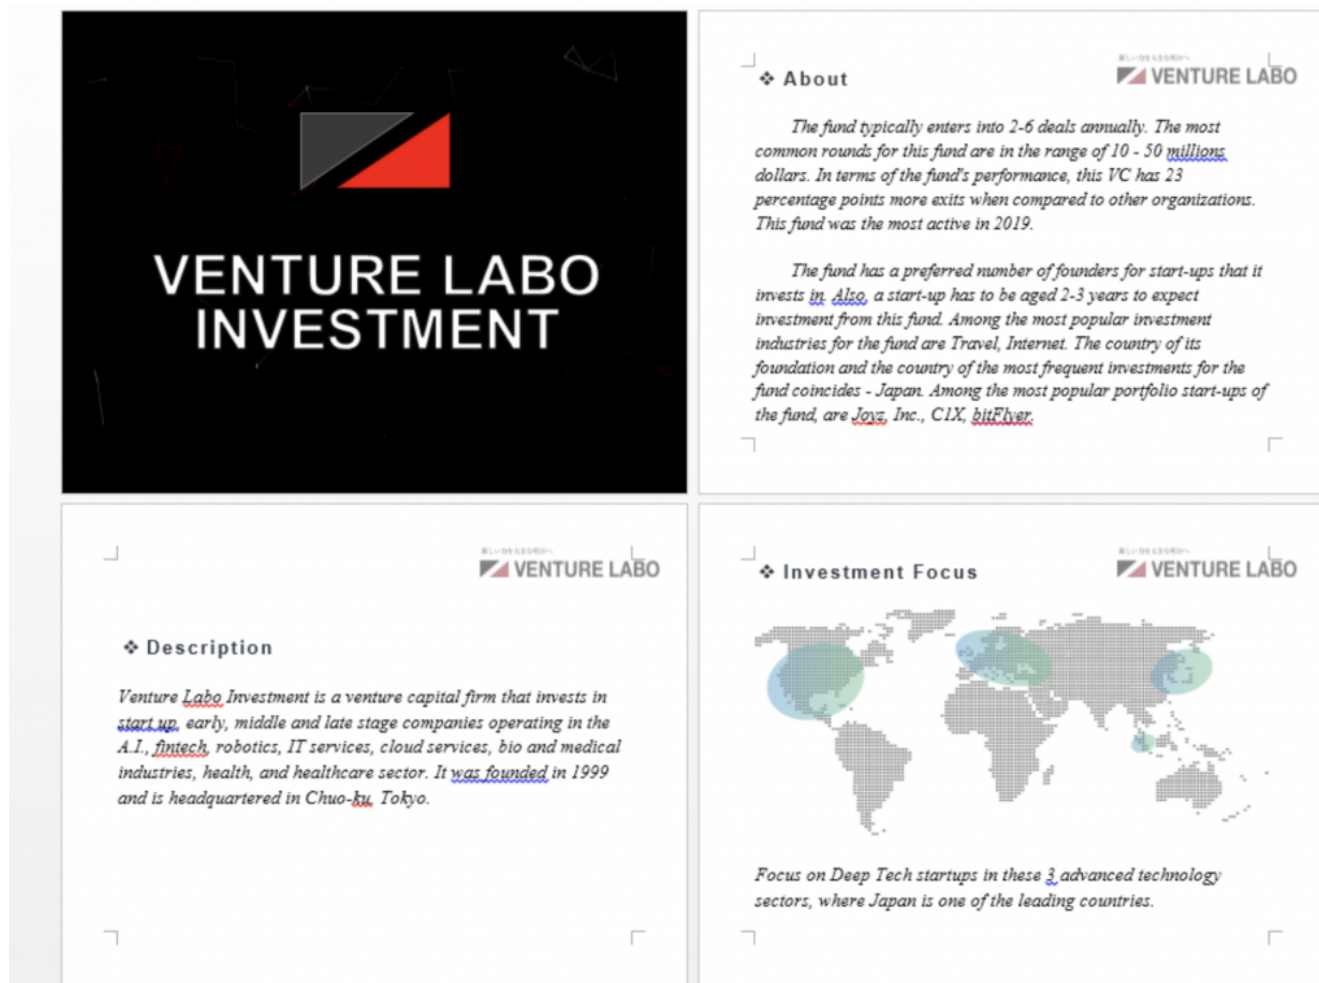 VENTURE LABO
INVESTMENT
❖ About
VENTURE LABO
The fund typically enters into 2-6 deals annually. The most
common rounds for this fund are in the range of 10 - 50 millions
dollars. In terms of the fund's performance, this VC has 23
percentage points more exits when compared to other organizations.
This fund was the most active in 2019.
The fund has a preferred number of founders for start-ups that it
invests in. Also, a start-up has to be aged 2-3 years to expect
investment from this fund. Among the most popular investment
industries for the fund are Travel, Internet. The country of its
foundation and the country of the most frequent investments for the
fund coincides - Japan. Among the most popular portfolio start-ups of
the fund, are Joyz, Inc., C1X, bitFlyer.
VENTURE LABO
❖ Description
Venture Labo Investment is a venture capital firm that invests in
start up, early, middle and late stage companies operating in the
A.I., fintech, robotics, IT services, cloud services, bio and medical
industries, health, and healthcare sector. It was founded in 1999
and is headquartered in Chuo-ku, Tokyo.
❖ Investment Focus
VENTURE LABO
Focus on Deep Tech startups in these 3 advanced technology
sectors, where Japan is one of the leading countries.